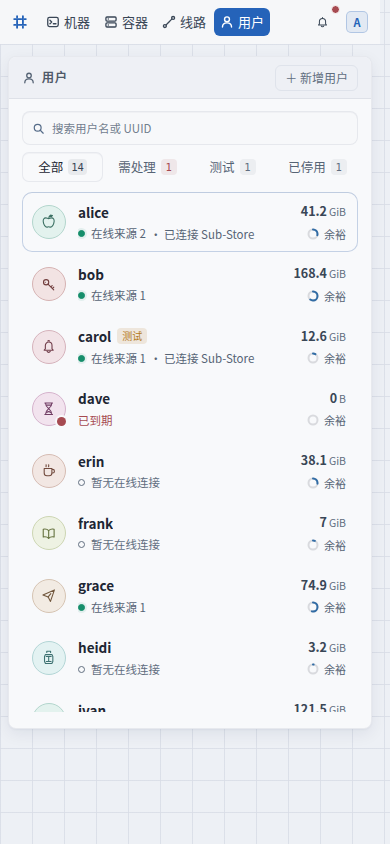 机器 容器 线路 用户 A
用户 ＋新增用户
搜索用户名或 UUID
全部 14 需处理 1 测试 1 已停用 1
alice 41.2 GiB
在线来源 2 · 已连接 Sub-Store 余裕
bob 168.4 GiB
在线来源 1 余裕
carol 测试 12.6 GiB
在线来源 1 · 已连接 Sub-Store 余裕
dave 0 B
已到期 余裕
erin 38.1 GiB
暂无在线连接 余裕
frank 7 GiB
暂无在线连接 余裕
grace 74.9 GiB
在线来源 1 余裕
heidi 3.2 GiB
暂无在线连接 余裕
ivan 121.5 GiB